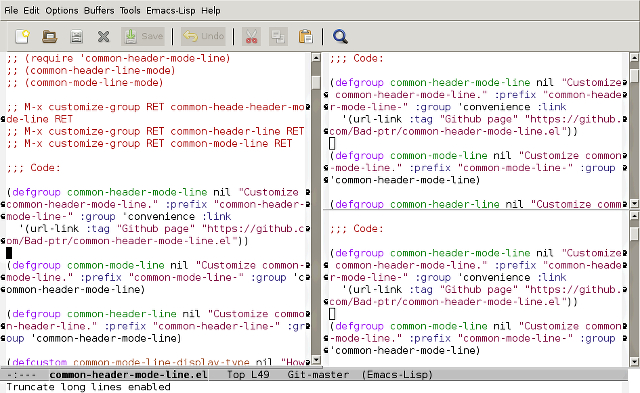 File Edit Options Buffers Tools Emacs-Lisp Help
Save Undo
;; (require 'common-header-mode-line)
;; (common-header-line-mode)
;; (common-mode-line-mode)
;; M-x customize-group RET common-heade-header-mo
de-line RET
;; M-x customize-group RET common-header-line RET
;; M-x customize-group RET common-mode-line RET
;;; Code:
(defgroup common-header-mode-line nil "Customize
common-header-mode-line." :prefix "common-header-
mode-line-" :group 'convenience :link
'(url-link :tag "Github page" "https://github.c
om/Bad-ptr/common-header-mode-line.el"))
(defgroup common-mode-line nil "Customize common-
mode-line." :prefix "common-mode-line-" :group 'c
ommon-header-mode-line)
(defgroup common-header-line nil "Customize commo
n-header-line." :prefix "common-header-line-" :gr
oup 'common-header-mode-line)
(defcustom common-mode-line-display-type nil "How
;;; Code:
(defgroup common-header-mode-line nil "Customize
common-header-mode-line." :prefix "common-heade
r-mode-line-" :group 'convenience :link
'(url-link :tag "Github page" "https://github.
com/Bad-ptr/common-header-mode-line.el"))
(defgroup common-mode-line nil "Customize common
-mode-line." :prefix "common-mode-line-" :group
'common-header-mode-line)
(defgroup common-header-line nil "Customize comm
;;; Code:
(defgroup common-header-mode-line nil "Customize
common-header-mode-line." :prefix "common-heade
r-mode-line-" :group 'convenience :link
'(url-link :tag "Github page" "https://github.
com/Bad-ptr/common-header-mode-line.el"))
(defgroup common-mode-line nil "Customize common
-mode-line." :prefix "common-mode-line-" :group
'common-header-mode-line)
-:--- common-header-mode-line.el Top L49 Git-master (Emacs-Lisp)
Truncate long lines enabled